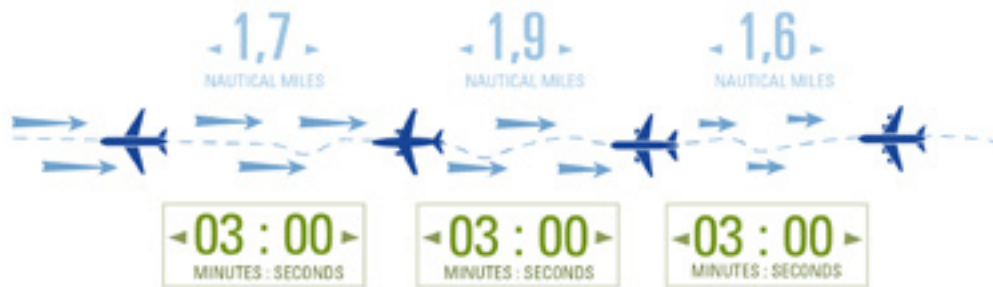 1,7
NAUTICAL MILES
1,9
NAUTICAL MILES
1,6
NAUTICAL MILES
03 : 00
MINUTES : SECONDS
03 : 00
MINUTES : SECONDS
03 : 00
MINUTES : SECONDS